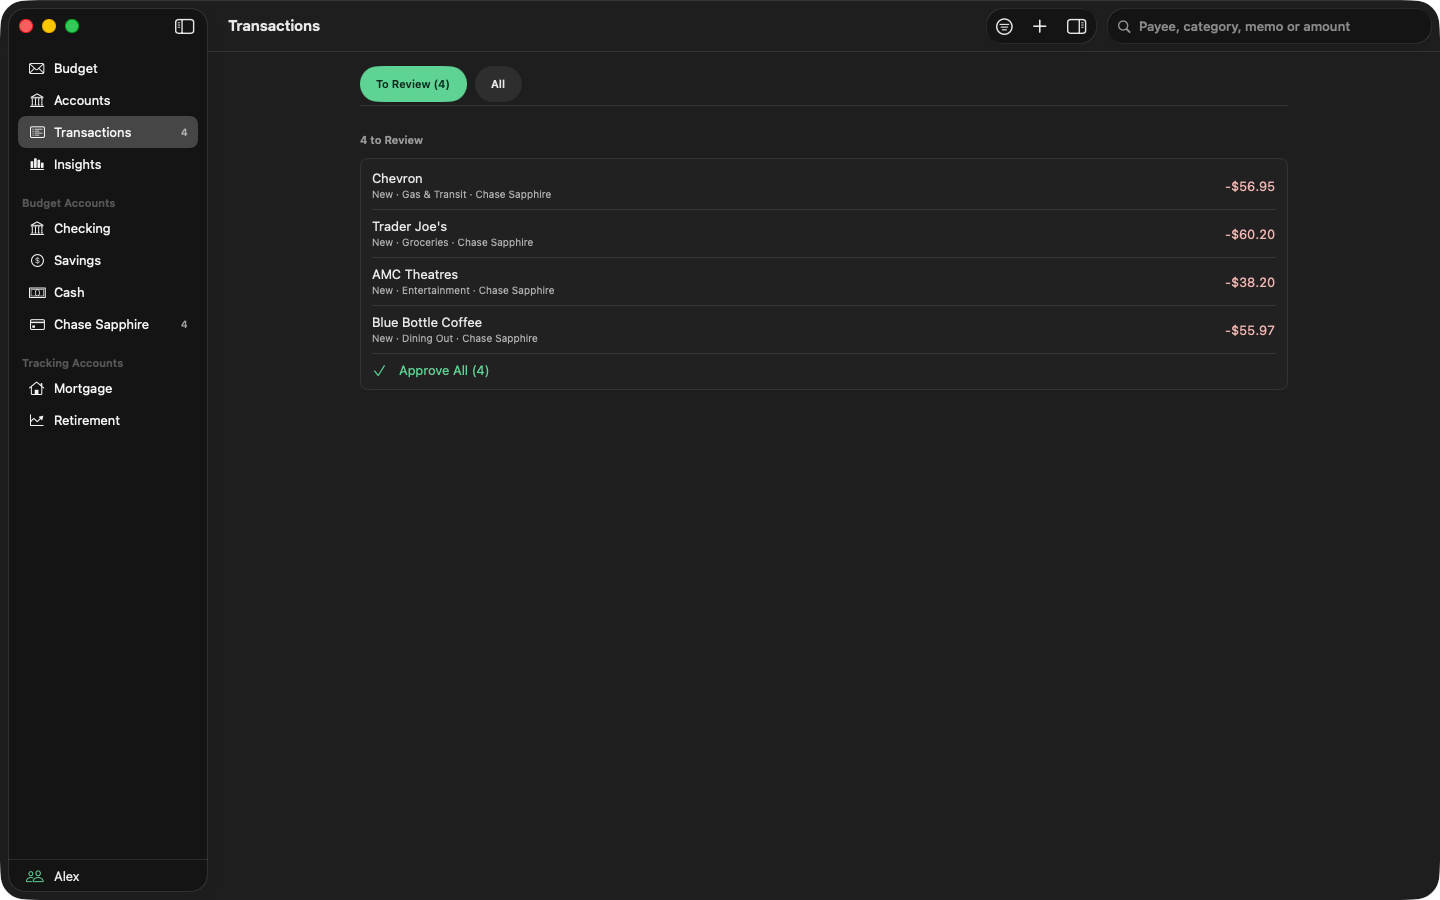 Transactions
Payee, category, memo or amount
Budget
Accounts
Transactions 4
Insights
Budget Accounts
Checking
Savings
Cash
Chase Sapphire 4
Tracking Accounts
Mortgage
Retirement
Alex
To Review (4)
All
4 to Review
Chevron
New · Gas & Transit · Chase Sapphire
-$56.95
Trader Joe's
New · Groceries · Chase Sapphire
-$60.20
AMC Theatres
New · Entertainment · Chase Sapphire
-$38.20
Blue Bottle Coffee
New · Dining Out · Chase Sapphire
-$55.97
Approve All (4)